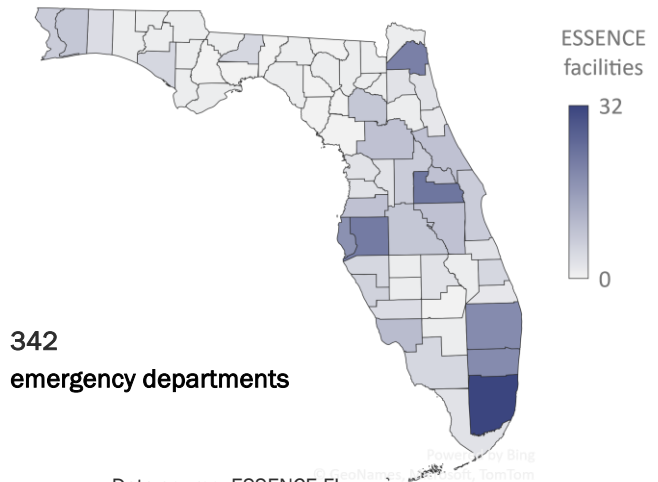 ESSENCE
facilities
32
0
342
emergency departments
Powered by Bing
© GeoNames, Microsoft, TomTom